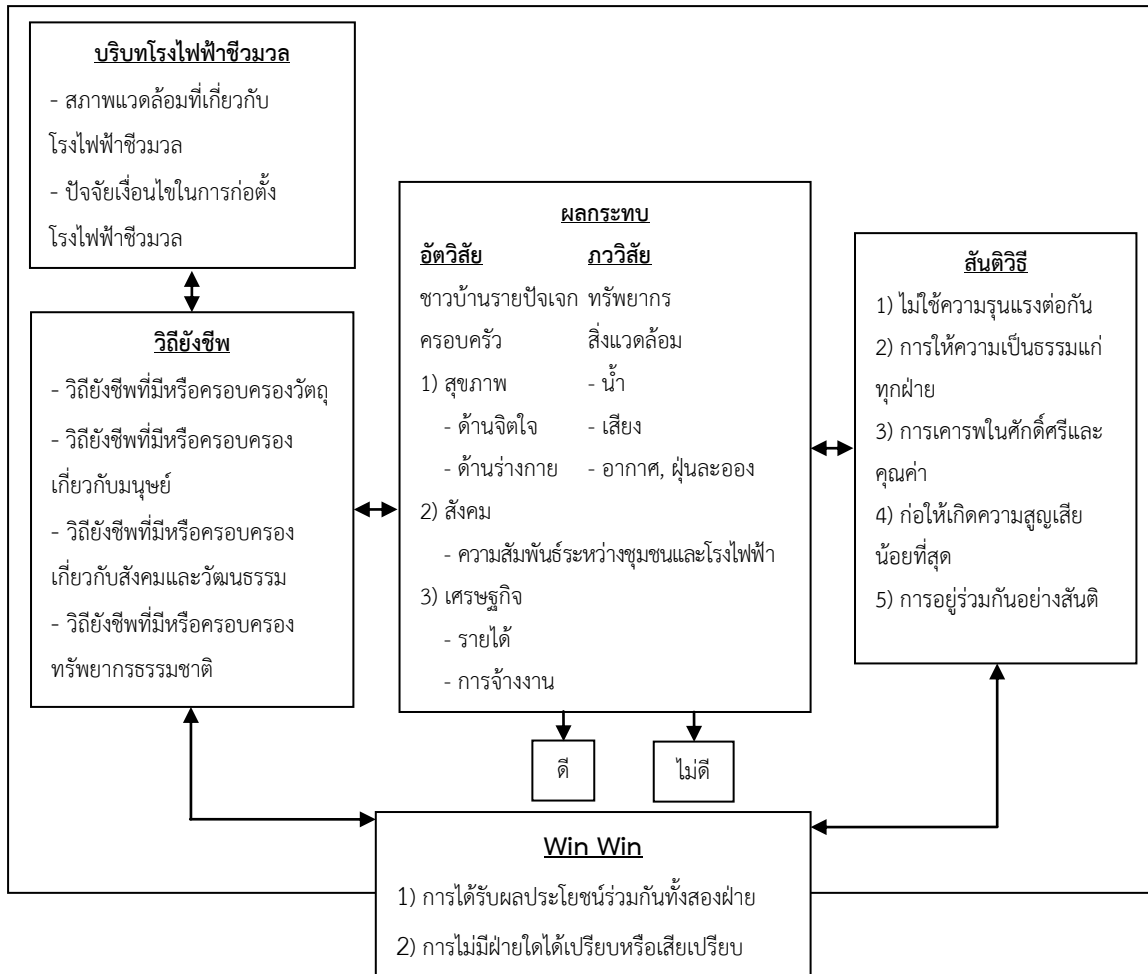 บริบทโรงไฟฟ้าชีวมวล
- สภาพแวดล้อมที่เกี่ยวกับ
โรงไฟฟ้าชีวมวล
- ปัจจัยเงื่อนไขในการก่อตั้ง
โรงไฟฟ้าชีวมวล
วิถียังชีพ
- วิถียังชีพที่มีหรือครอบครองวัตถุ
- วิถียังชีพที่มีหรือครอบครอง
เกี่ยวกับมนุษย์
- วิถียังชีพที่มีหรือครอบครอง
เกี่ยวกับสังคมและวัฒนธรรม
- วิถียังชีพที่มีหรือครอบครอง
ทรัพยากรธรรมชาติ
ผลกระทบ
อัตวิสัย ภววิสัย
ชาวบ้านรายปัจเจก ทรัพยากร
ครอบครัว สิ่งแวดล้อม
1) สุขภาพ - น้ำ
- ด้านจิตใจ - เสียง
- ด้านร่างกาย - อากาศ, ฝุ่นละออง
2) สังคม
- ความสัมพันธ์ระหว่างชุมชนและโรงไฟฟ้า
3) เศรษฐกิจ
- รายได้
- การจ้างงาน
ดี
ไม่ดี
สันติวิธี
1) ไม่ใช้ความรุนแรงต่อกัน
2) การให้ความเป็นธรรมแก่
ทุกฝ่าย
3) การเคารพในศักดิ์ศรีและ
คุณค่า
4) ก่อให้เกิดความสูญเสีย
น้อยที่สุด
5) การอยู่ร่วมกันอย่างสันติ
Win Win
1) การได้รับผลประโยชน์ร่วมกันทั้งสองฝ่าย
2) การไม่มีฝ่ายใดได้เปรียบหรือเสียเปรียบ